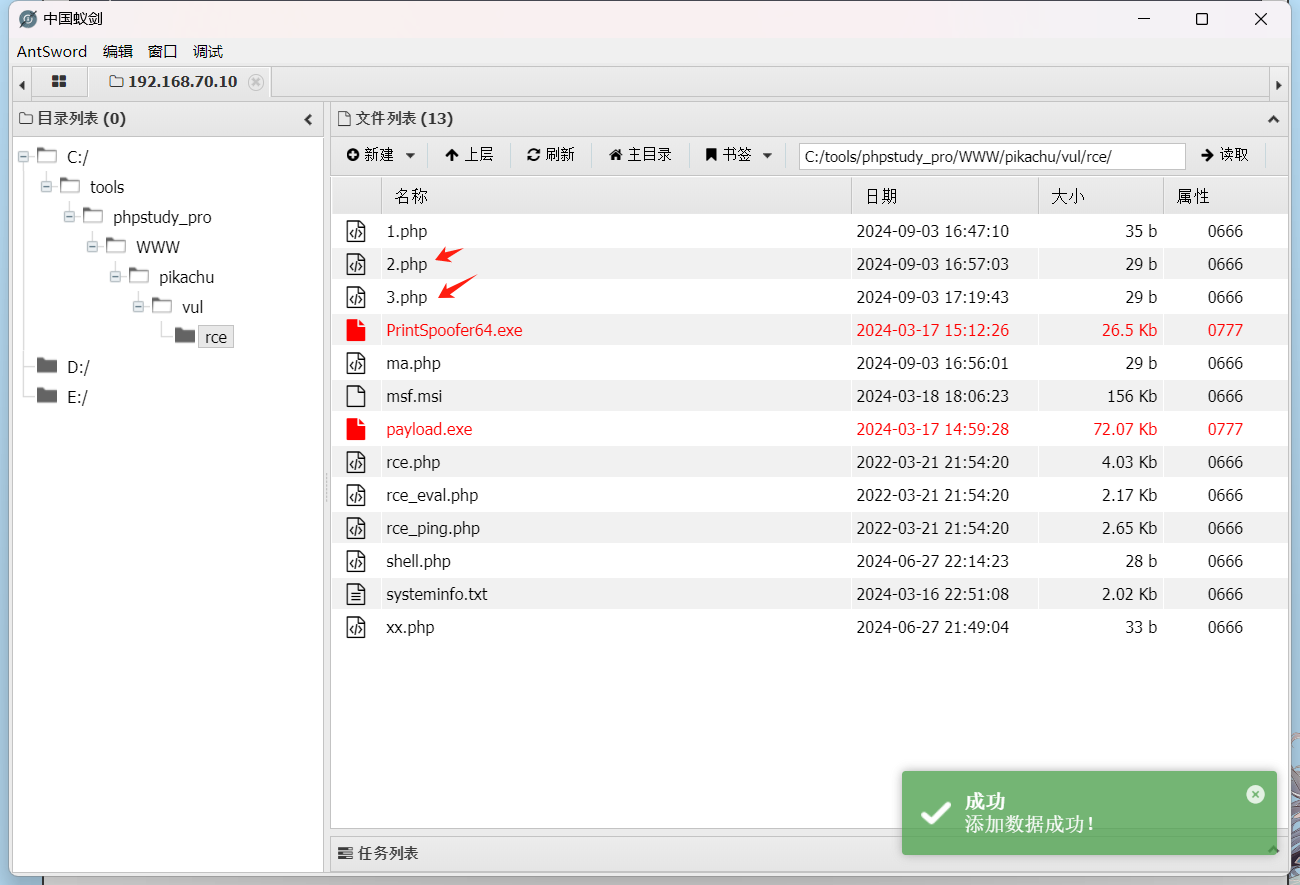 中国蚁剑
AntSword 编辑 窗口 调试
192.168.70.10
目录列表 (0)
C:/
tools
phpstudy_pro
WWW
pikachu
vul
rce
D:/
E:/
文件列表 (13)
新建 上层 刷新 主目录 书签 C:/tools/phpstudy_pro/WWW/pikachu/vul/rce/ 读取
名称 日期 大小 属性
1.php 2024-09-03 16:47:10 35 b 0666
2.php 2024-09-03 16:57:03 29 b 0666
3.php 2024-09-03 17:19:43 29 b 0666
PrintSpoofer64.exe 2024-03-17 15:12:26 26.5 Kb 0777
ma.php 2024-09-03 16:56:01 29 b 0666
msf.msi 2024-03-18 18:06:23 156 Kb 0666
payload.exe 2024-03-17 14:59:28 72.07 Kb 0777
rce.php 2022-03-21 21:54:20 4.03 Kb 0666
rce_eval.php 2022-03-21 21:54:20 2.17 Kb 0666
rce_ping.php 2022-03-21 21:54:20 2.65 Kb 0666
shell.php 2024-06-27 22:14:23 28 b 0666
systeminfo.txt 2024-03-16 22:51:08 2.02 Kb 0666
xx.php 2024-06-27 21:49:04 33 b 0666
成功
添加数据成功!
任务列表